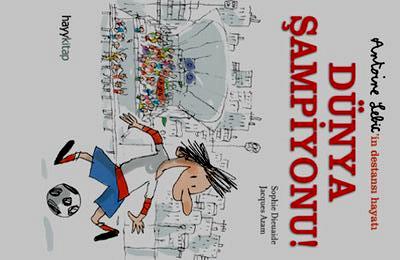 Antoine Lebic'in destansı hayatı
DÜNYA
ŞAMPİYONU!
Sophie Dieuaide
Jacques Azam
hayykitap